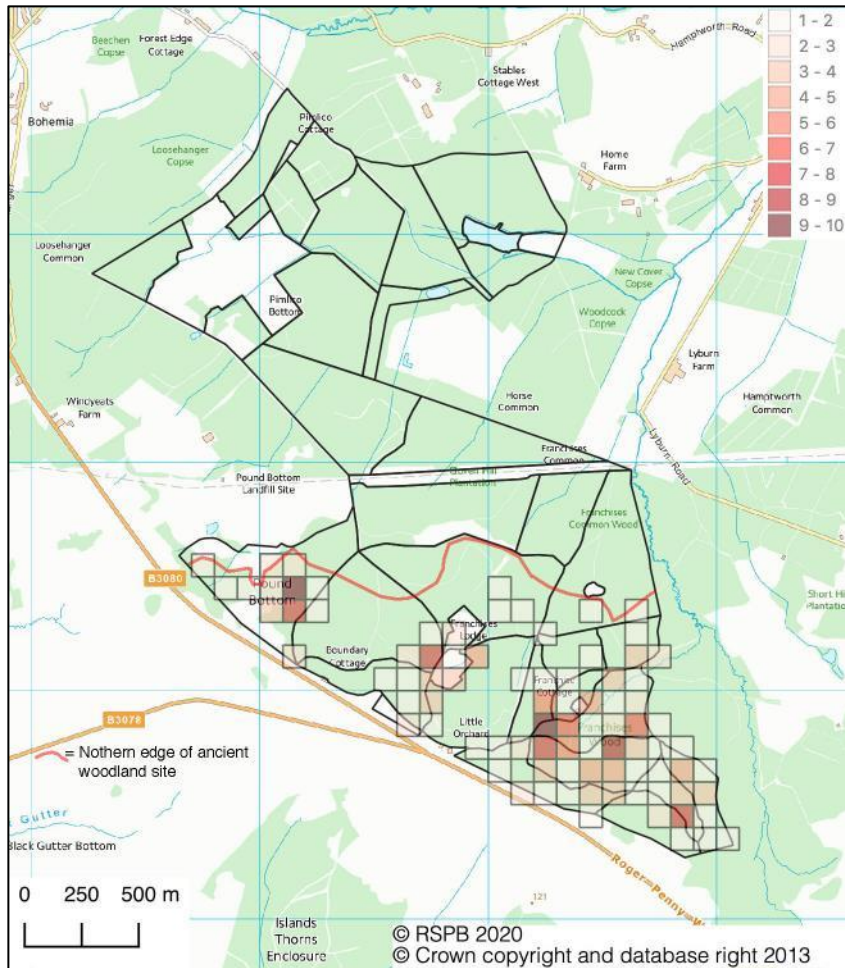 1 - 2
2 - 3
3 - 4
4 - 5
5 - 6
6 - 7
7 - 8
8 - 9
9 - 10
Hamptworth Road
Beechen
Copse
Forest Edge
Cottage
Stables
Cottage West
Bohemia
Pimlico
Cottage
Loosehanger
Copse
Home
Farm
Loosehanger
Common
New Cover
Copse
Pimlico
Bottom
Woodcock
Copse
Lyburn
Farm
Windyeats
Farm
Horse
Common
Hamptworth
Common
Lyburn Road
Franchises
Common
Plantation
Pound Bottom
Landfill Site
Franchises
Common Wood
B3080
Pound
Bottom
Short Hi
Plantation
Franchises
Lodge
Boundary
Cottage
Cottage
B3078
Little
Orchard
Franchises
Wood
= Nothern edge of ancient
woodland site
Gutter
Black Gutter Bottom
Roger Penny W
0 250 500 m
121
Islands
Thorns
Enclosure
© RSPB 2020
© Crown copyright and database right 2013